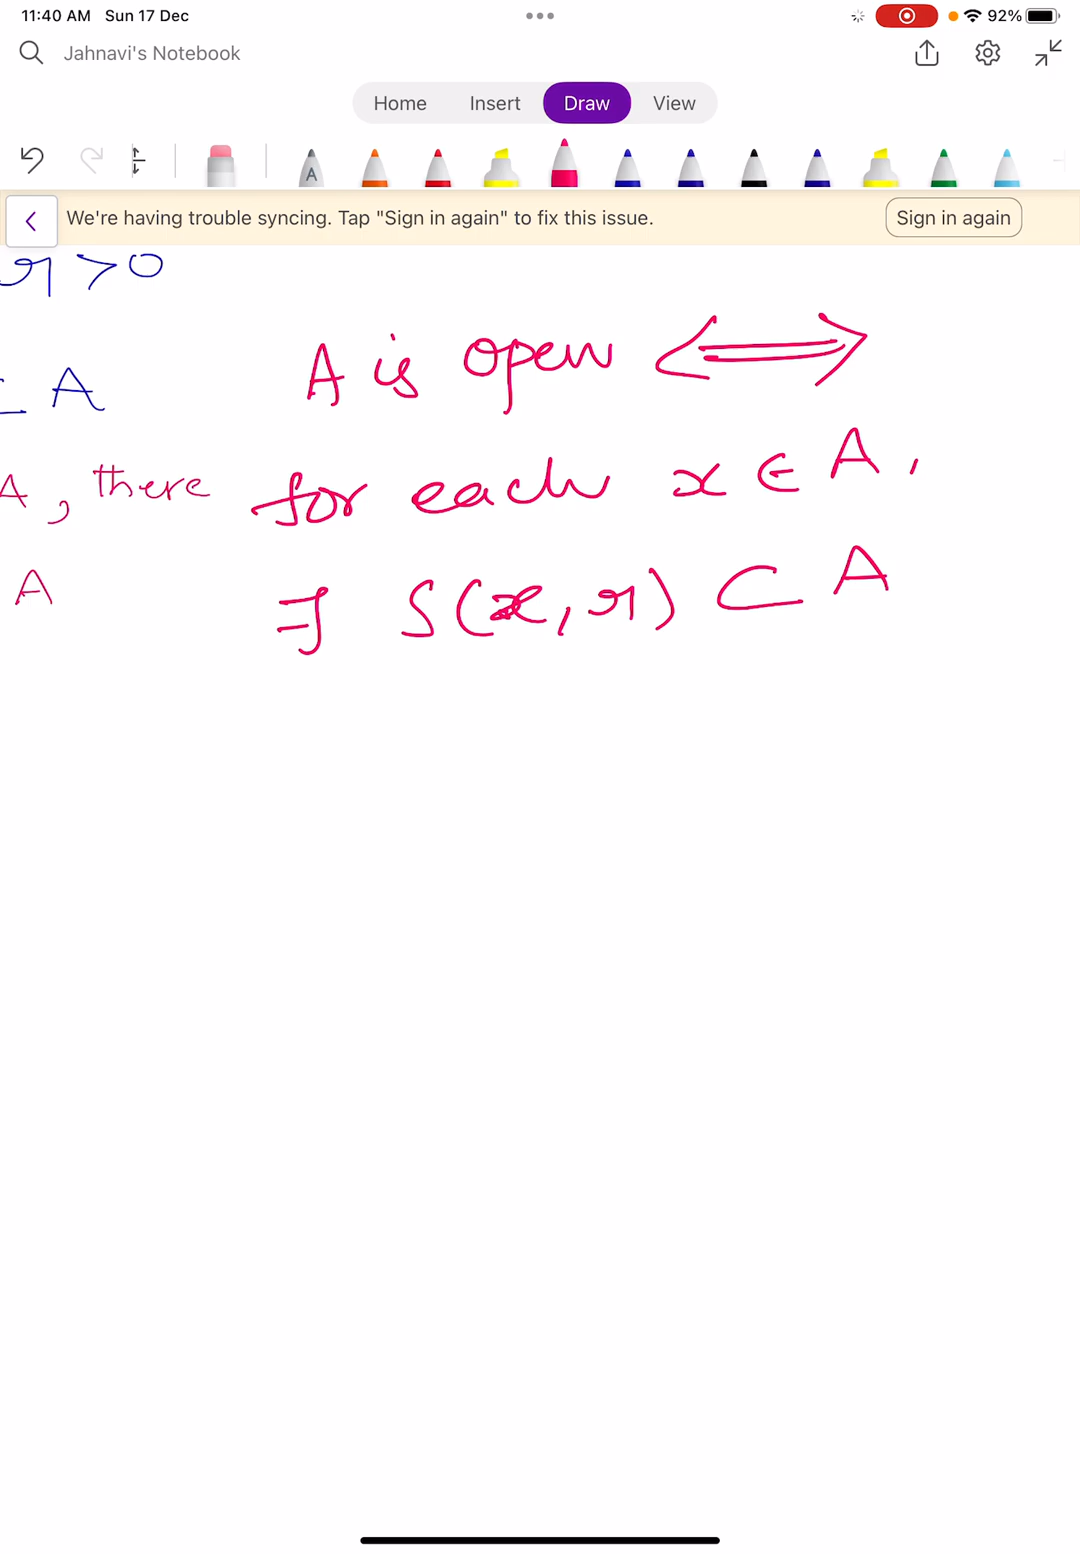 11:40 AM Sun 17 Dec 92%
Jahnavi's Notebook
Home Insert Draw View
A
We're having trouble syncing. Tap "Sign in again" to fix this issue. Sign in again
r > 0
A is open ⟺
⊂ A
for each x ∈ A,
A, there
∃ S(x, r) ⊂ A
A